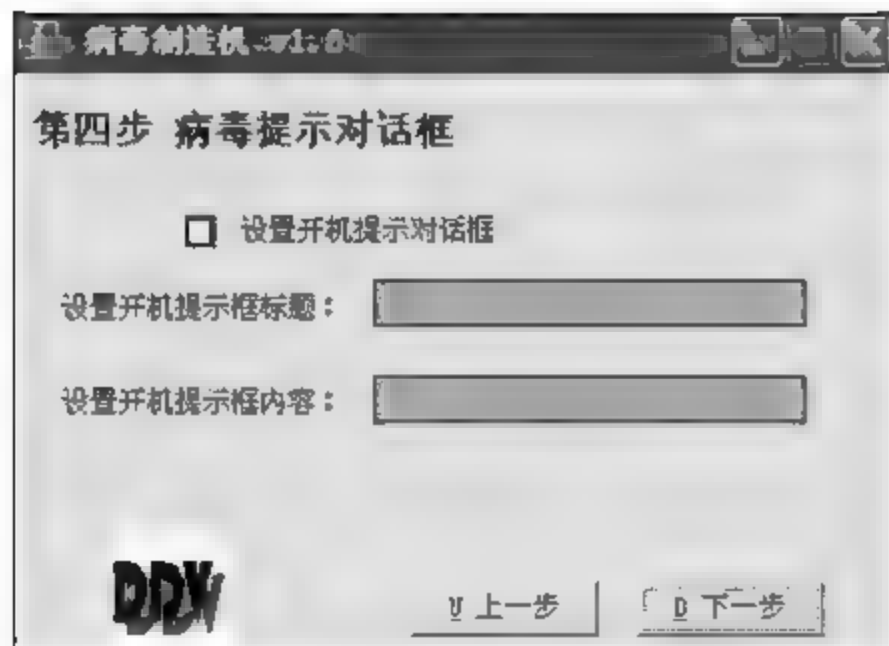 病毒制造机 v1.0
第四步 病毒提示对话框
设置开机提示对话框
设置开机提示框标题：
设置开机提示框内容：
U 上一步
D 下一步